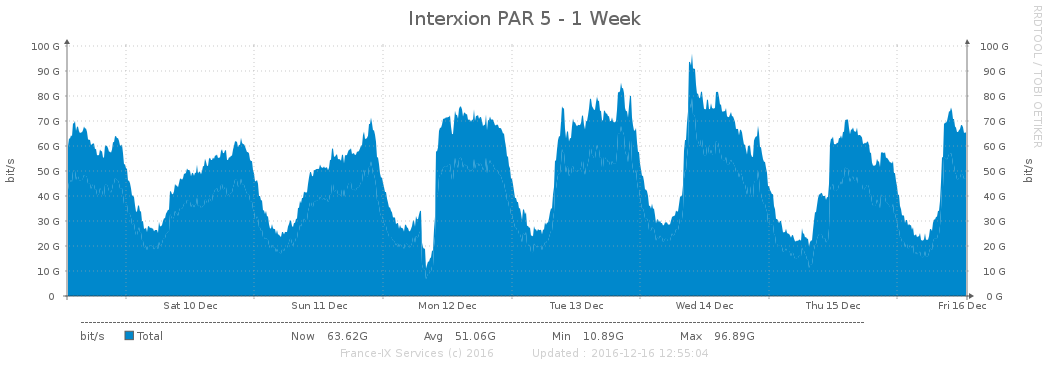 Interxion PAR 5 - 1 Week
RRDTOOL / TOBI OETIKER
bit/s
100 G
90 G
80 G
70 G
60 G
50 G
40 G
30 G
20 G
10 G
0
100 G
90 G
80 G
70 G
60 G
50 G
40 G
30 G
20 G
10 G
0 G
bit/s
Sat 10 Dec Sun 11 Dec Mon 12 Dec Tue 13 Dec Wed 14 Dec Thu 15 Dec Fri 16 Dec
bit/s Total Now 63.62G Avg 51.06G Min 10.89G Max 96.89G
France-IX Services (c) 2016 Updated : 2016-12-16 12:55:04